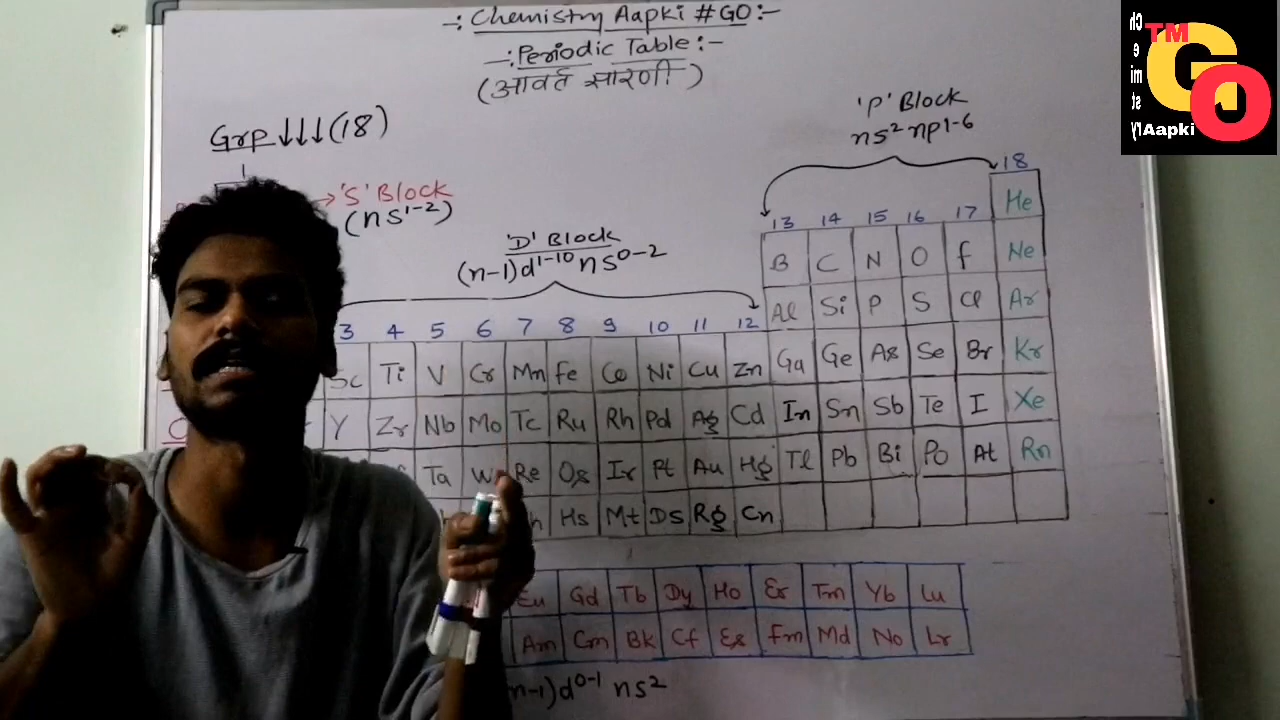 -: Chemistry Aapki #GO:-
-: Periodic Table:-
(आवर्त सारणी)
TM
GO
Aapki
Grp ↓↓↓(18)
1
→'S' Block
(ns1-2)
'D' Block
(n-1)d1-10 ns0-2
'P' Block
ns2 np1-6
18
He
13 14 15 16 17
B C N O f Ne
Al Si P S Cl Ar
3 4 5 6 7 8 9 10 11 12
Sc Ti V Cr Mn fe Co Ni Cu Zn Ga Ge As Se Br Kr
Y Zr Nb Mo Tc Ru Rh Pd Ag Cd In Sn Sb Te I Xe
Ta W Re Os Ir Pt Au Hg Tl Pb Bi Po At Rn
Hs Mt Ds Rg Cn
Eu Gd Tb Dy Ho Er Tm Yb Lu
Am Cm Bk Cf Es fm Md No Lr
n-1)d0-1 ns2